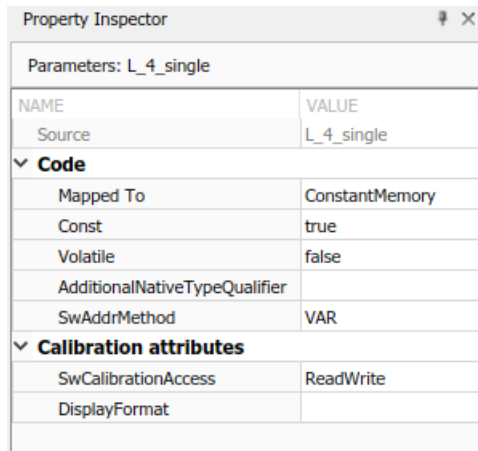 Property Inspector
Parameters: L_4_single
NAME VALUE
Source L_4_single
Code
Mapped To ConstantMemory
Const true
Volatile false
AdditionalNativeTypeQualifier
SwAddrMethod VAR
Calibration attributes
SwCalibrationAccess ReadWrite
DisplayFormat